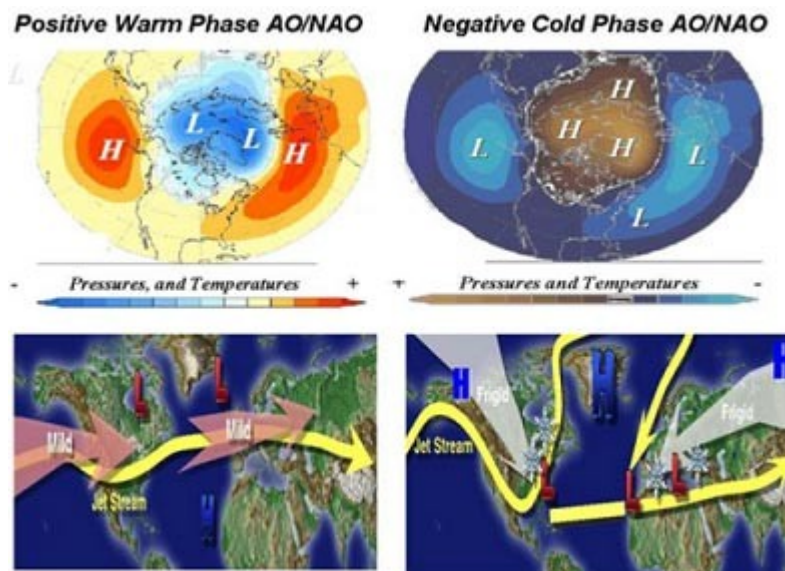 Positive Warm Phase AO/NAO
Negative Cold Phase AO/NAO
H
L
L
H
H
H
H
L
L
L
- Pressures, and Temperatures +
+ Pressures and Temperatures -
L
L
Mild
Mild
Jet Stream
H
H
Frigid
Frigid
Jet Stream
L
L
L